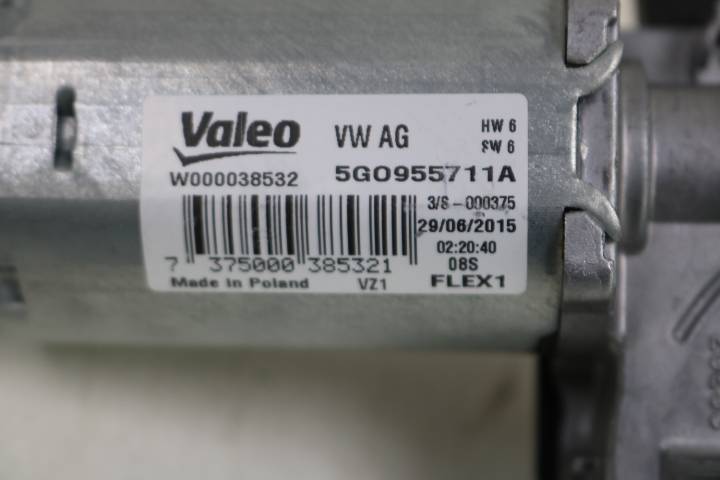 Valeo
VW AG
HW 6
SW 6
W000038532
5G0955711A
3/S-000375
29/06/2015
02:20:40
08S
7 375000 385321
Made in Poland
VZ1
FLEX1